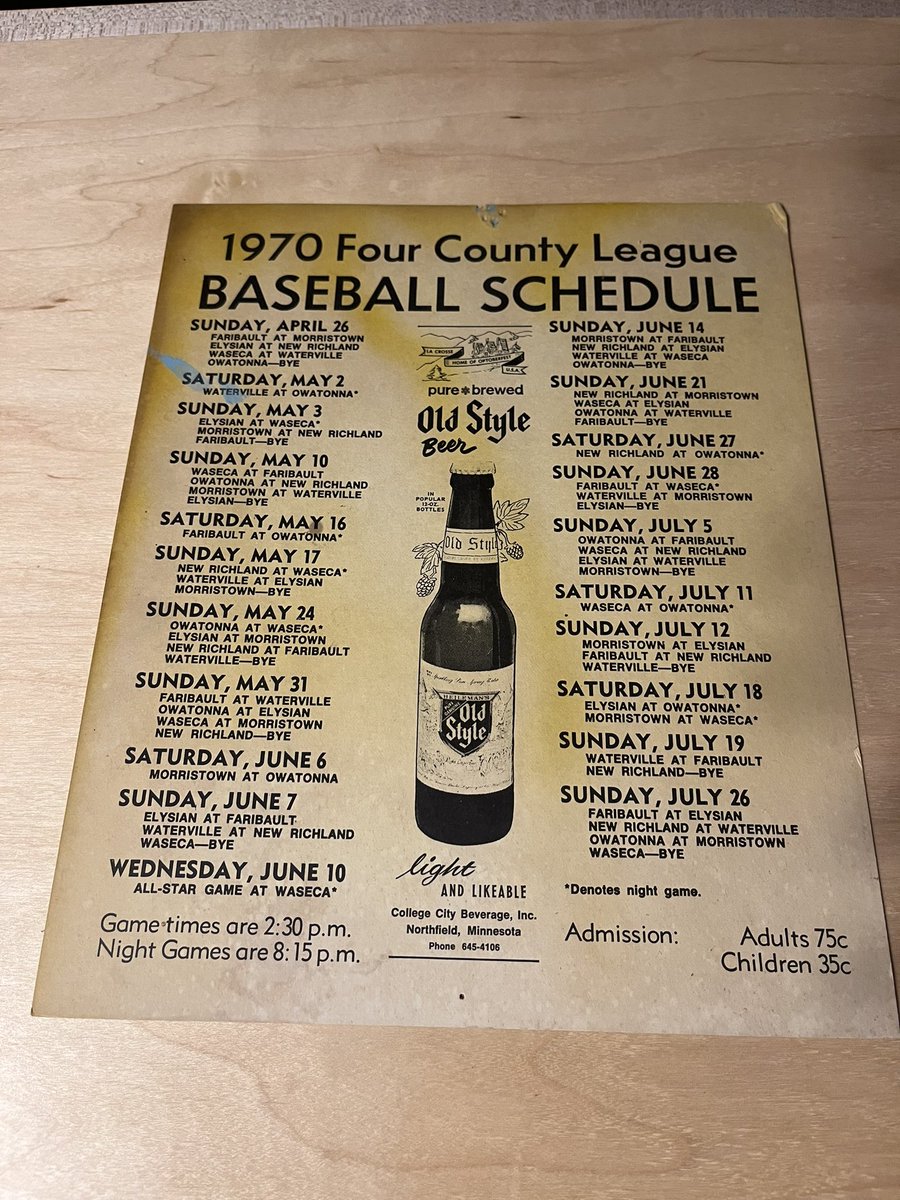 1970 Four County League
BASEBALL SCHEDULE
SUNDAY, APRIL 26
FARIBAULT AT MORRISTOWN
ELYSIAN AT NEW RICHLAND
WASECA AT WATERVILLE
OWATONNA—BYE
SATURDAY, MAY 2
WATERVILLE AT OWATONNA*
SUNDAY, MAY 3
ELYSIAN AT WASECA*
MORRISTOWN AT NEW RICHLAND
FARIBAULT—BYE
SUNDAY, MAY 10
WASECA AT FARIBAULT
OWATONNA AT NEW RICHLAND
MORRISTOWN AT WATERVILLE
ELYSIAN—BYE
SATURDAY, MAY 16
FARIBAULT AT OWATONNA*
SUNDAY, MAY 17
NEW RICHLAND AT WASECA*
WATERVILLE AT ELYSIAN
MORRISTOWN—BYE
SUNDAY, MAY 24
OWATONNA AT WASECA*
ELYSIAN AT MORRISTOWN
NEW RICHLAND AT FARIBAULT
WATERVILLE—BYE
SUNDAY, MAY 31
FARIBAULT AT WATERVILLE
OWATONNA AT ELYSIAN
WASECA AT MORRISTOWN
NEW RICHLAND—BYE
SATURDAY, JUNE 6
MORRISTOWN AT OWATONNA
SUNDAY, JUNE 7
ELYSIAN AT FARIBAULT
WATERVILLE AT NEW RICHLAND
WASECA—BYE
WEDNESDAY, JUNE 10
ALL-STAR GAME AT WASECA*
Game times are 2:30 p.m.
Night Games are 8:15 p.m.
LA CROSSE
HOME OF OKTOBERFEST
U.S.A.
pure*brewed
Old Style
Beer
IN
POPULAR
12-OZ.
BOTTLES
Old Style
HEILEMAN'S
Old
Style
light
AND LIKEABLE
College City Beverage, Inc.
Northfield, Minnesota
Phone 645-4106
SUNDAY, JUNE 14
MORRISTOWN AT FARIBAULT
NEW RICHLAND AT ELYSIAN
WATERVILLE AT WASECA
OWATONNA—BYE
SUNDAY, JUNE 21
NEW RICHLAND AT MORRISTOWN
WASECA AT ELYSIAN
OWATONNA AT WATERVILLE
FARIBAULT—BYE
SATURDAY, JUNE 27
NEW RICHLAND AT OWATONNA*
SUNDAY, JUNE 28
FARIBAULT AT WASECA*
WATERVILLE AT MORRISTOWN
ELYSIAN—BYE
SUNDAY, JULY 5
OWATONNA AT FARIBAULT
WASECA AT NEW RICHLAND
ELYSIAN AT WATERVILLE
MORRISTOWN—BYE
SATURDAY, JULY 11
WASECA AT OWATONNA*
SUNDAY, JULY 12
MORRISTOWN AT ELYSIAN
FARIBAULT AT NEW RICHLAND
WATERVILLE—BYE
SATURDAY, JULY 18
ELYSIAN AT OWATONNA*
MORRISTOWN AT WASECA*
SUNDAY, JULY 19
WATERVILLE AT FARIBAULT
NEW RICHLAND—BYE
SUNDAY, JULY 26
FARIBAULT AT ELYSIAN
NEW RICHLAND AT WATERVILLE
OWATONNA AT MORRISTOWN
WASECA—BYE
*Denotes night game.
Admission: Adults 75c
Children 35c